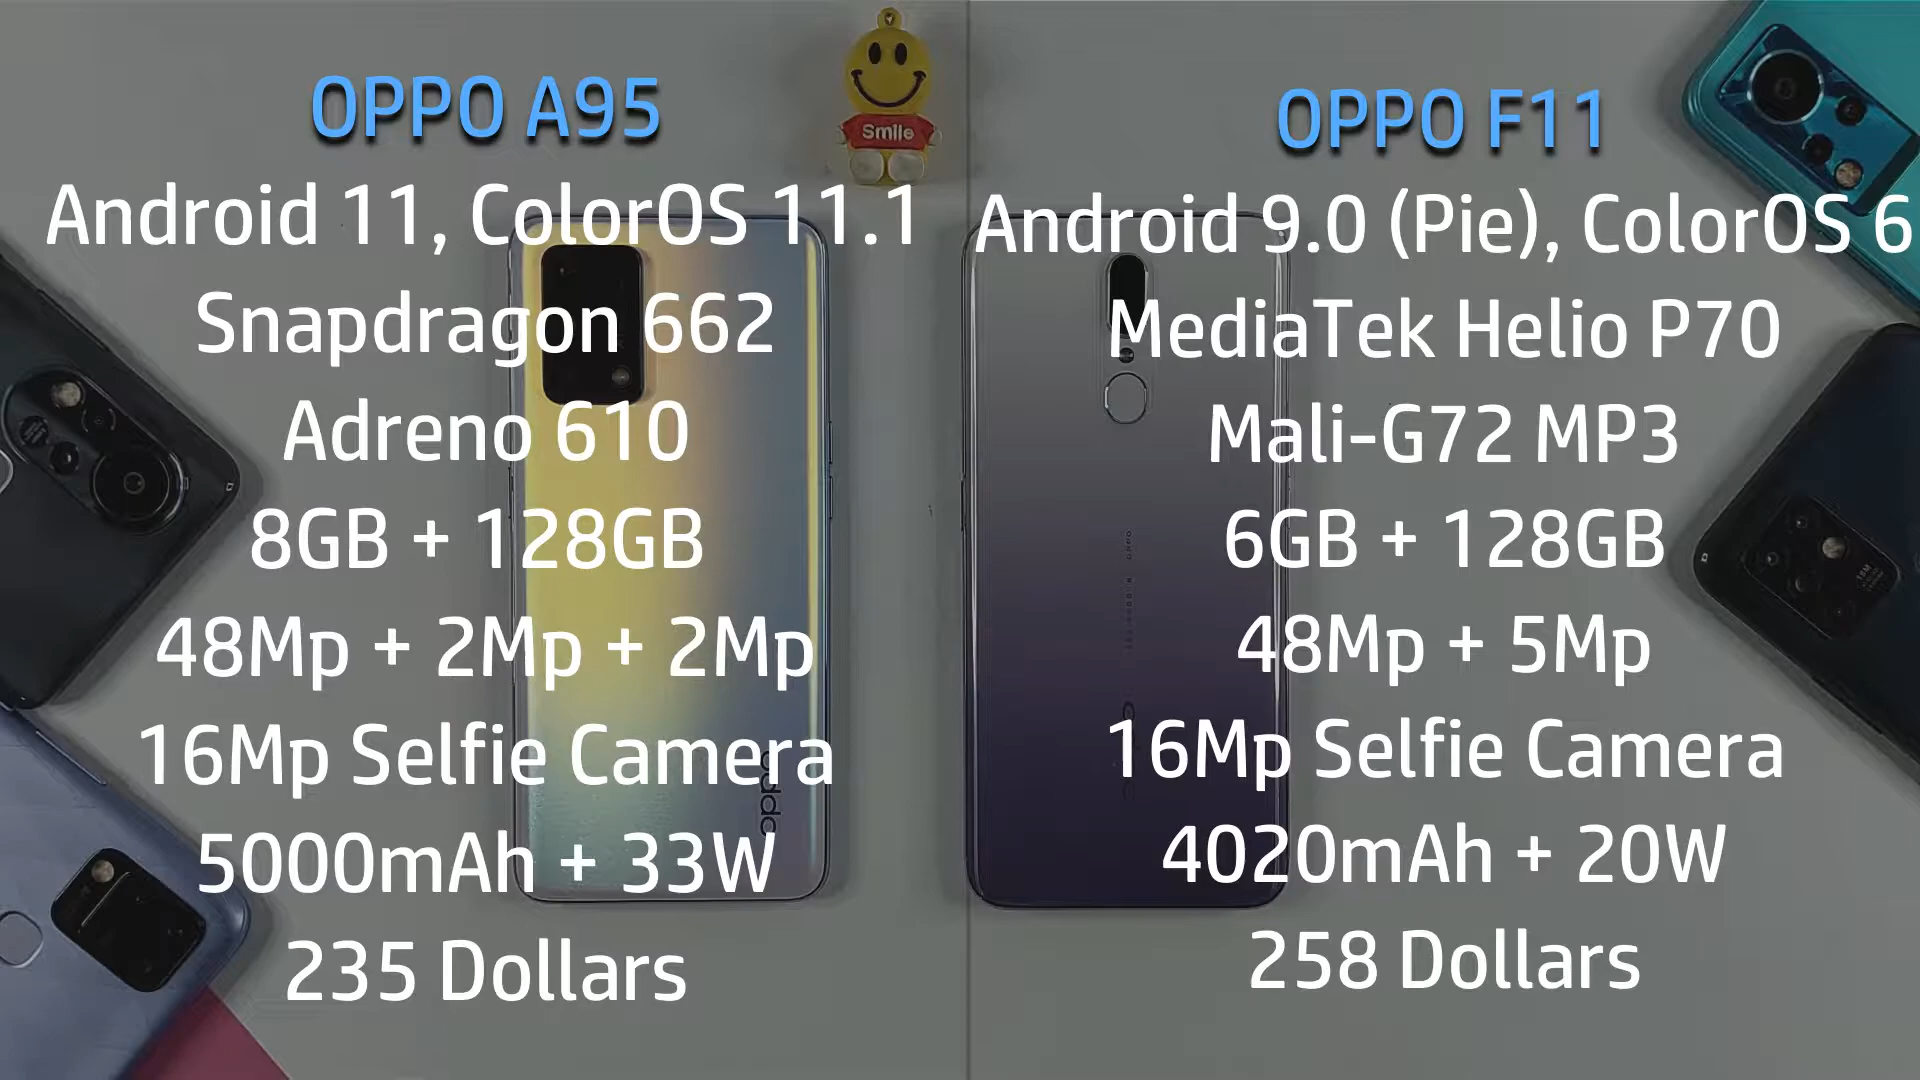 OPPO A95
Android 11, ColorOS 11.1
Snapdragon 662
Adreno 610
8GB + 128GB
48Mp + 2Mp + 2Mp
16Mp Selfie Camera
5000mAh + 33W
235 Dollars
OPPO F11
Android 9.0 (Pie), ColorOS 6
MediaTek Helio P70
Mali-G72 MP3
6GB + 128GB
48Mp + 5Mp
16Mp Selfie Camera
4020mAh + 20W
258 Dollars
Smile
oppo